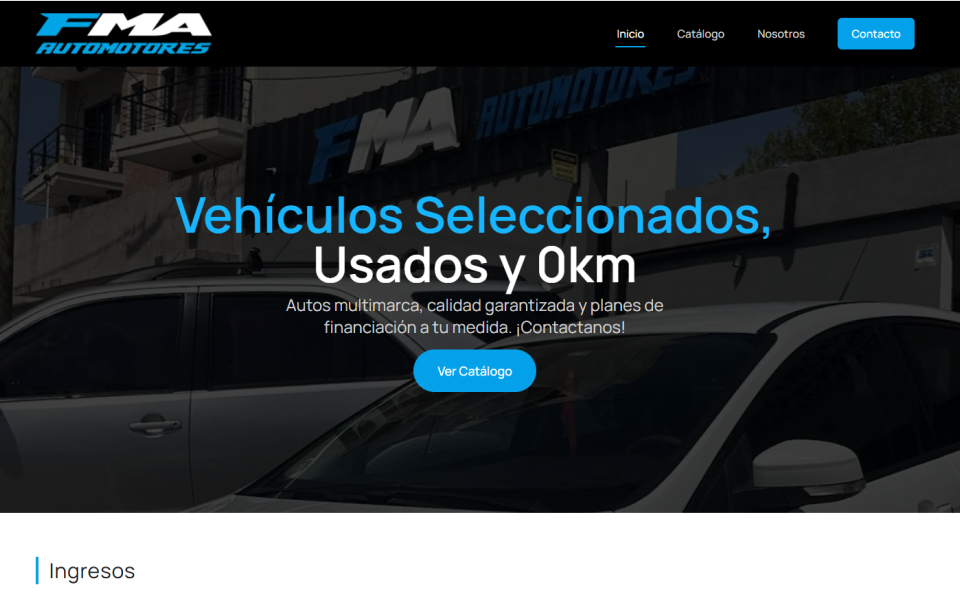 FMA
AUTOMOTORES
Inicio
Catálogo
Nosotros
Contacto
FMA AUTOMOTORES
Vehículos Seleccionados,
Usados y 0km
Autos multimarca, calidad garantizada y planes de
financiación a tu medida. ¡Contactanos!
Ver Catálogo
Ingresos